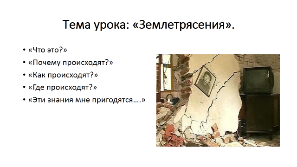 Тема урока: «Землетрясения».
• «Что это?»
• «Почему происходят?»
• «Как происходят?»
• «Где происходят?»
• «Эти знания мне пригодятся….»